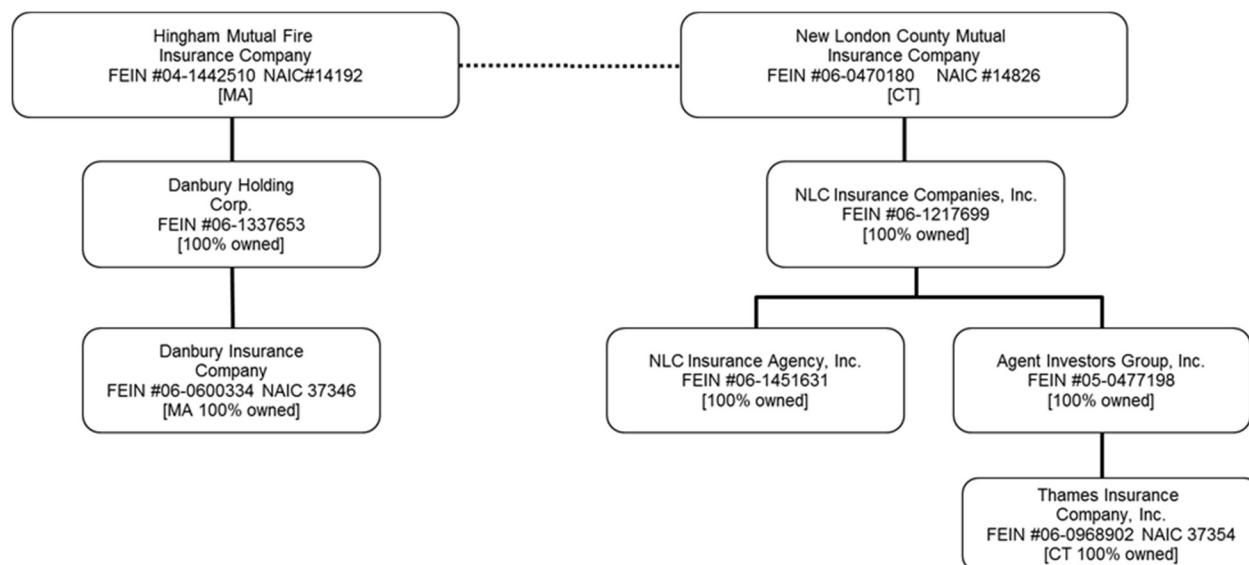 Hingham Mutual Fire
Insurance Company
FEIN #04-1442510 NAIC#14192
[MA]
New London County Mutual
Insurance Company
FEIN #06-0470180 NAIC #14826
[CT]
Danbury Holding
Corp.
FEIN #06-1337653
[100% owned]
NLC Insurance Companies, Inc.
FEIN #06-1217699
[100% owned]
Danbury Insurance
Company
FEIN #06-0600334 NAIC 37346
[MA 100% owned]
NLC Insurance Agency, Inc.
FEIN #06-1451631
[100% owned]
Agent Investors Group, Inc.
FEIN #05-0477198
[100% owned]
Thames Insurance
Company, Inc.
FEIN #06-0968902 NAIC 37354
[CT 100% owned]